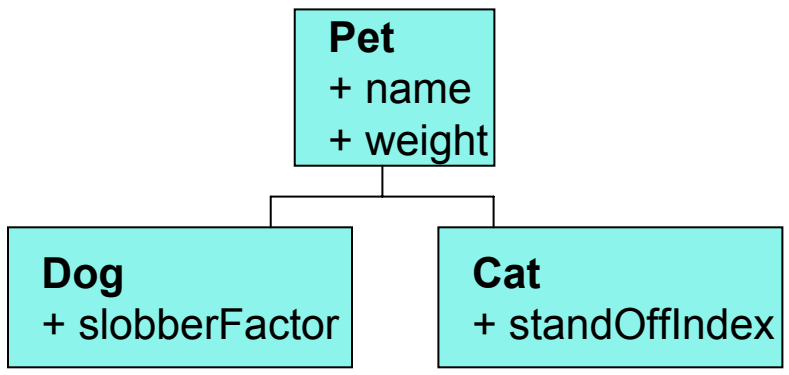 Pet
+ name
+ weight
Dog
+ slobberFactor
Cat
+ standOffIndex